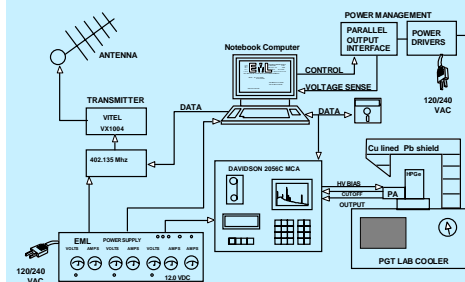 POWER MANAGEMENT
Notebook Computer
PARALLEL
OUTPUT
INTERFACE
POWER
DRIVERS
ANTENNA
EML
CONTROL
VOLTAGE SENSE
120/240
VAC
TRANSMITTER
DATA
DATA
VITEL
VX1004
402.135 Mhz
Cu lined Pb shield
DAVIDSON 2056C MCA
HPGe
HV BIAS
CUTOFF
PA
OUTPUT
EML
POWER SUPPLY
VOLTS AMPS VOLTS AMPS VOLTS AMPS
12.0 VDC
120/240
VAC
PGT LAB COOLER